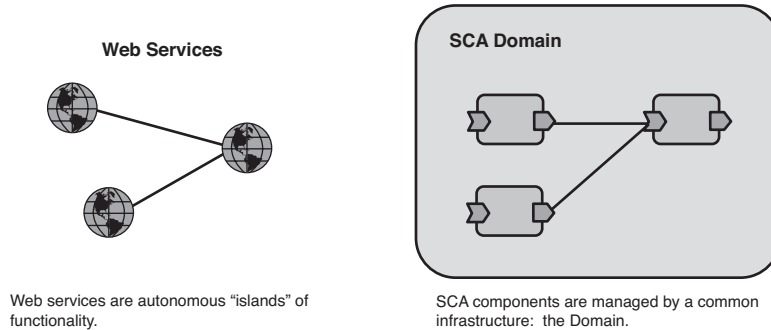 Web Services
SCA Domain
Web services are autonomous “islands” of
functionality.
SCA components are managed by a common
infrastructure:  the Domain.